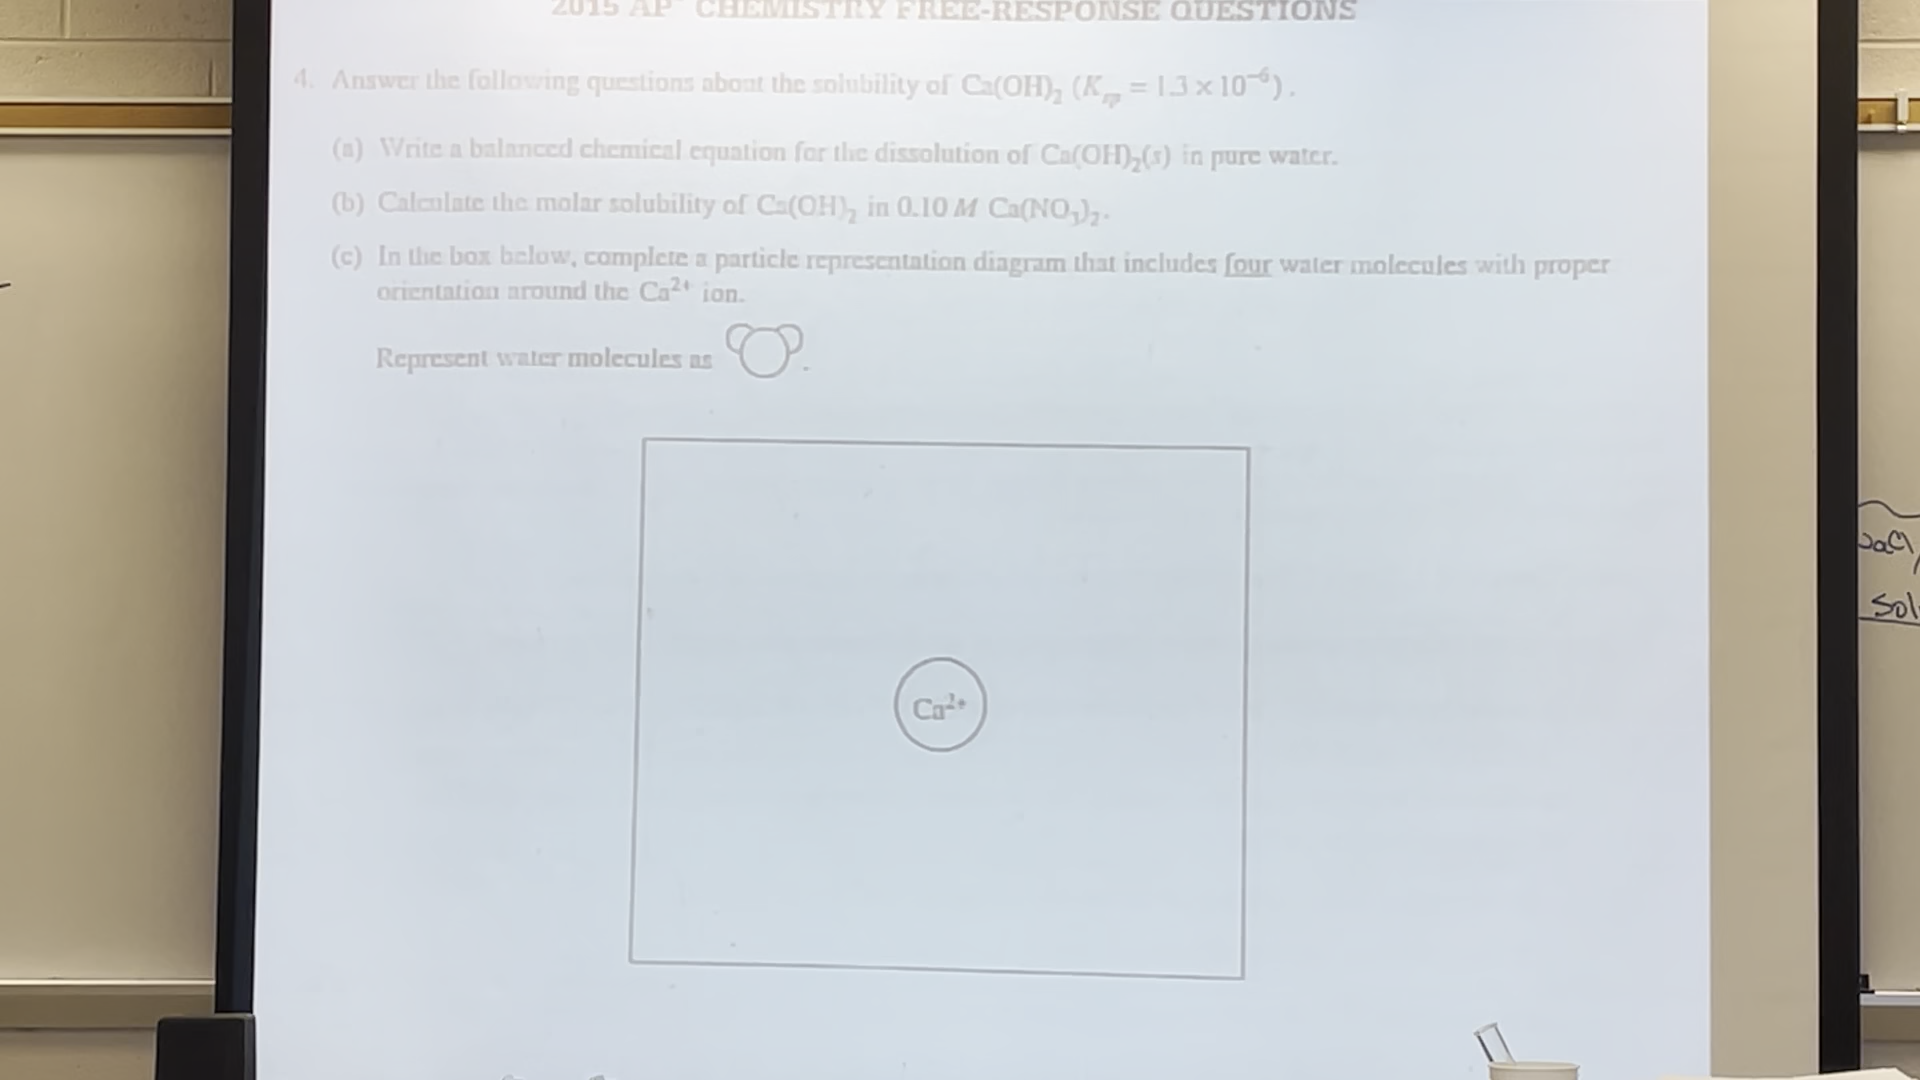 2015 AP® CHEMISTRY FREE-RESPONSE QUESTIONS
4. Answer the following questions about the solubility of Ca(OH)₂ (Kₛₚ = 1.3 × 10⁻⁶).
(a) Write a balanced chemical equation for the dissolution of Ca(OH)₂(s) in pure water.
(b) Calculate the molar solubility of Ca(OH)₂ in 0.10 M Ca(NO₃)₂.
(c) In the box below, complete a particle representation diagram that includes four water molecules with proper
orientation around the Ca²⁺ ion.
Represent water molecules as .
Ca²⁺
Sol